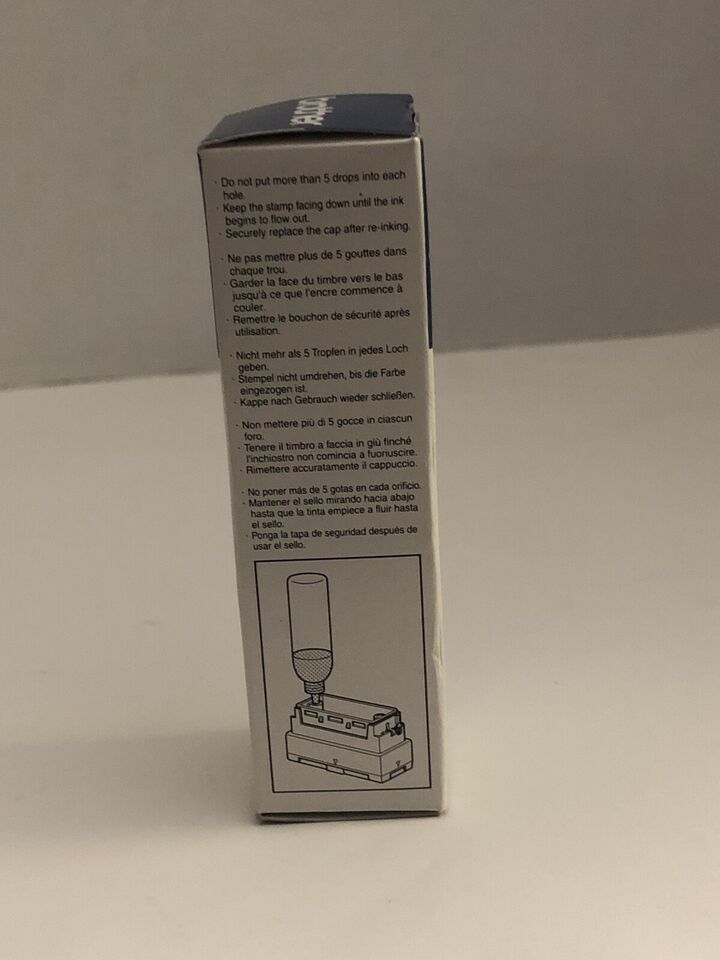 · Do not put more than 5 drops into each
hole.
· Keep the stamp facing down until the ink
begins to flow out.
· Securely replace the cap after re-inking.
· Ne pas mettre plus de 5 gouttes dans
chaque trou.
· Garder la face du timbre vers le bas
jusqu'à ce que l'encre commence à
couler.
· Remettre le bouchon de sécurité après
utilisation.
· Nicht mehr als 5 Tropfen in jedes Loch
geben.
· Stempel nicht umdrehen, bis die Farbe
eingezogen ist.
· Kappe nach Gebrauch wieder schließen.
· Non mettere più di 5 gocce in ciascun
foro.
· Tenere il timbro a faccia in giù finché
l'inchiostro non comincia a fuoriuscire.
· Rimettere accuratamente il cappuccio.
· No poner más de 5 gotas en cada orificio.
· Mantener el sello mirando hacia abajo
hasta que la tinta empiece a fluir hasta
el sello.
· Ponga la tapa de seguridad después de
usar el sello.